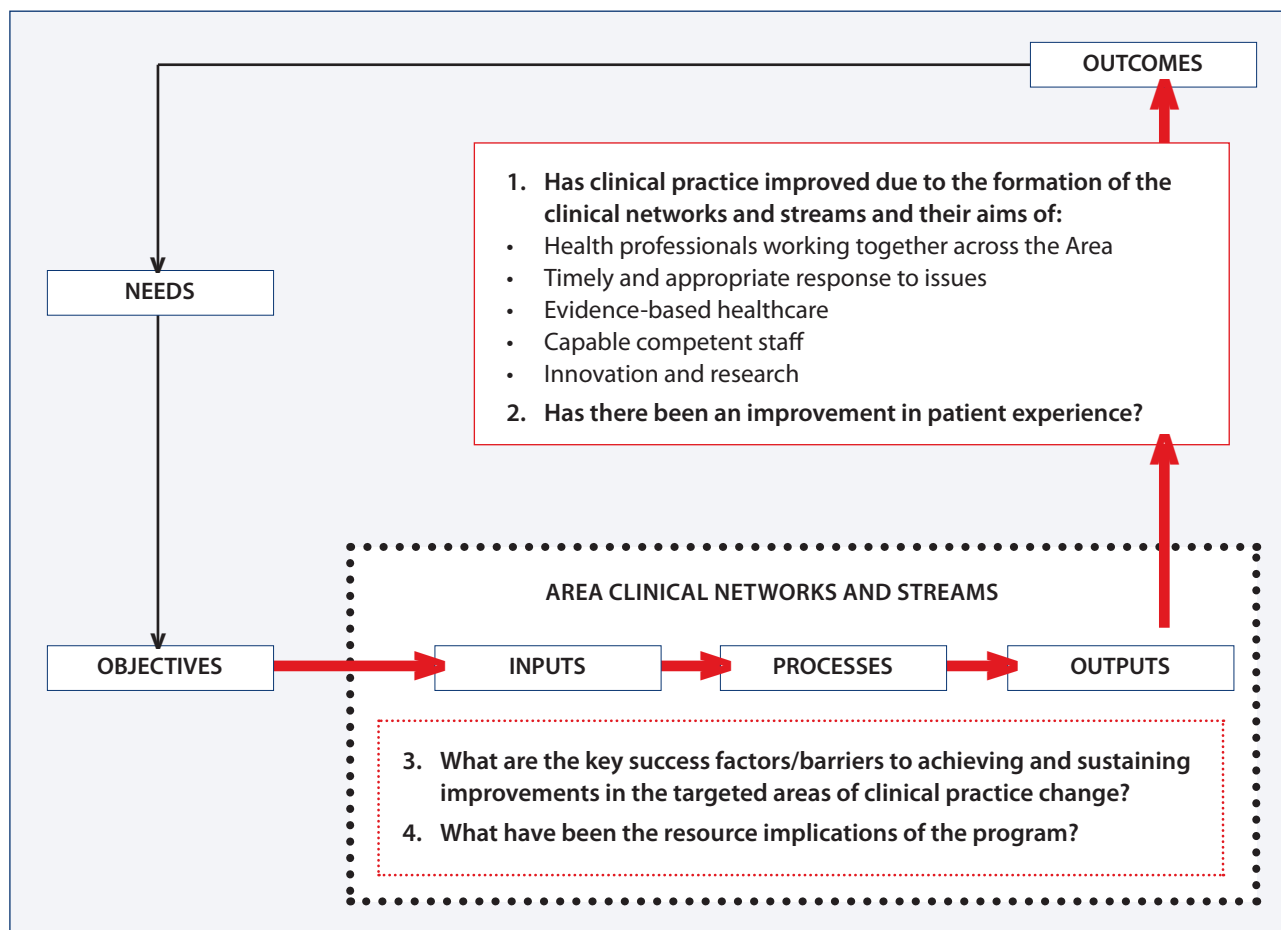 OUTCOMES
1. Has clinical practice improved due to the formation of the
clinical networks and streams and their aims of:
• Health professionals working together across the Area
• Timely and appropriate response to issues
• Evidence-based healthcare
• Capable competent staff
• Innovation and research
2. Has there been an improvement in patient experience?
NEEDS
AREA CLINICAL NETWORKS AND STREAMS
OBJECTIVES
INPUTS
PROCESSES
OUTPUTS
3. What are the key success factors/barriers to achieving and sustaining
improvements in the targeted areas of clinical practice change?
4. What have been the resource implications of the program?